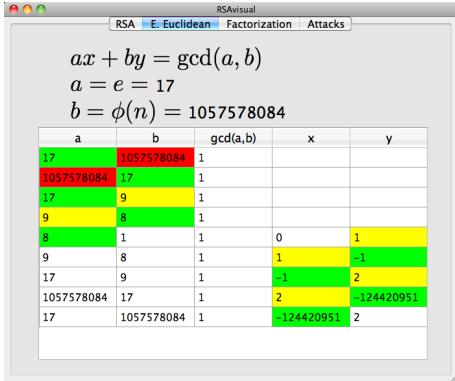 RSAvisual
RSA E. Euclidean Factorization Attacks
ax + by = gcd(a, b)
a = e = 17
b = ϕ(n) = 1057578084
a b gcd(a,b) x y
17 1057578084 1
1057578084 17 1
17 9 1
9 8 1
8 1 1 0 1
9 8 1 1 -1
17 9 1 -1 2
1057578084 17 1 2 -124420951
17 1057578084 1 -124420951 2